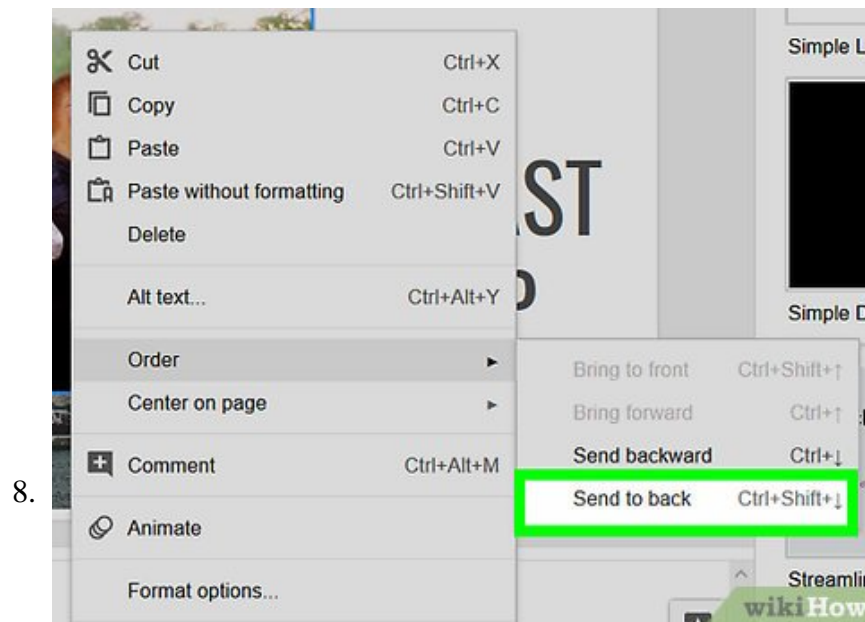 Simple L
Cut Ctrl+X
Copy Ctrl+C
Paste Ctrl+V
Paste without formatting Ctrl+Shift+V
ST
Delete
Alt text... Ctrl+Alt+Y
Simple D
Order ►
Bring to front Ctrl+Shift+↑
Center on page ►
Bring forward Ctrl+↑
Send backward Ctrl+↓
Comment Ctrl+Alt+M
8.
Send to back Ctrl+Shift+↓
Animate
Streamlin
Format options...
wikiHow